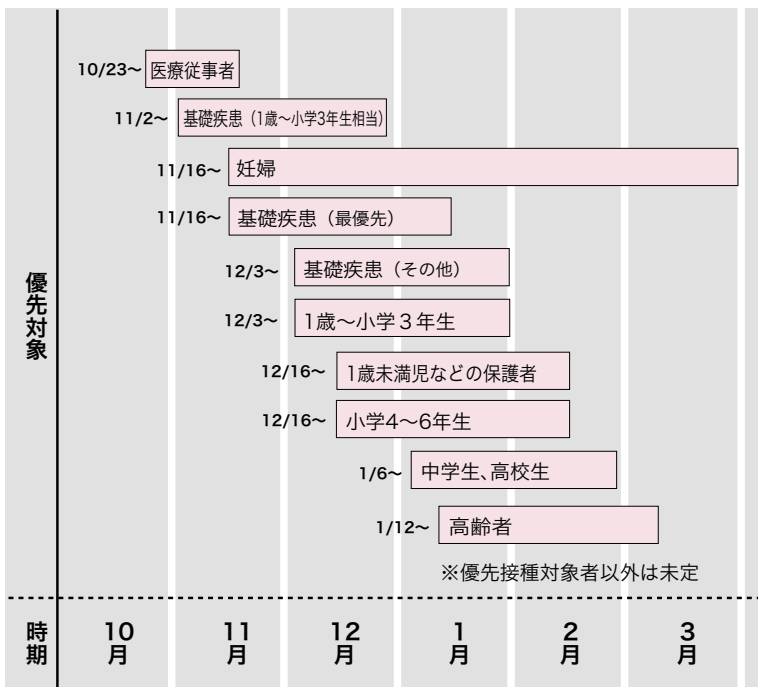 10/23～ 医療従事者
11/2～ 基礎疾患（1歳～小学3年生相当）
11/16～ 妊婦
11/16～ 基礎疾患（最優先）
12/3～ 基礎疾患（その他）
12/3～ 1歳～小学３年生
12/16～ 1歳未満児などの保護者
12/16～ 小学4～6年生
1/6～ 中学生、高校生
1/12～ 高齢者
※優先接種対象者以外は未定
優先対象
時期
10月
11月
12月
1月
2月
3月